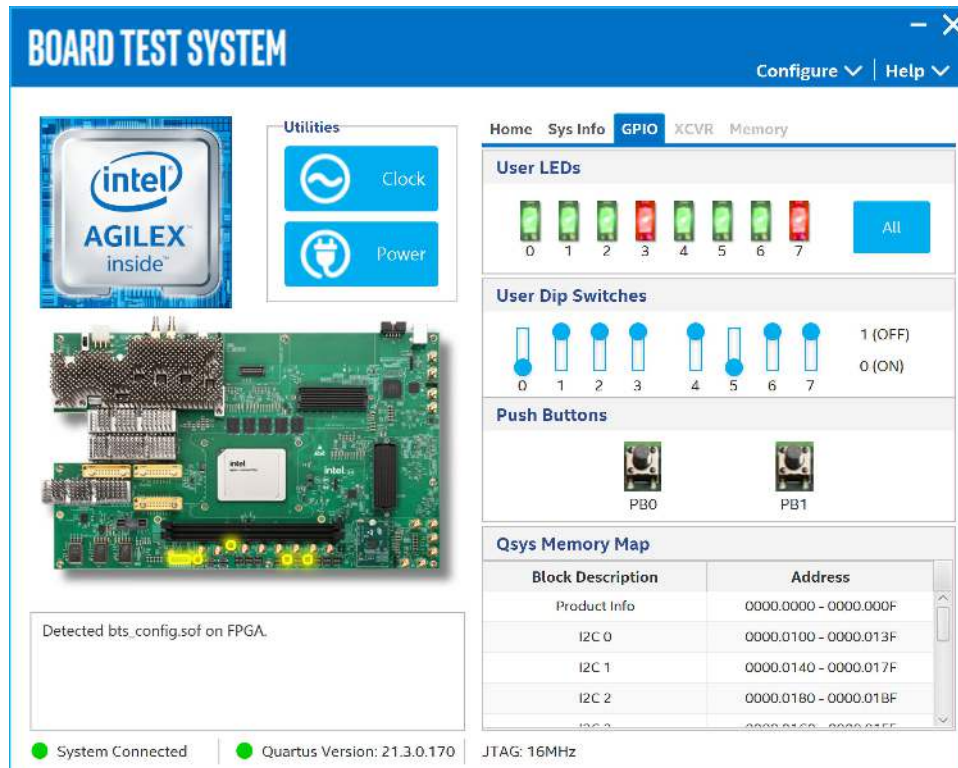 BOARD TEST SYSTEM
Configure
Help
intel
AGILEX™
inside™
Utilities
Clock
Power
intel
intel
Detected bts_config.sof on FPGA.
Home Sys Info GPIO XCVR Memory
User LEDs
0 1 2 3 4 5 6 7
All
User Dip Switches
1 (OFF)
0 (ON)
0 1 2 3 4 5 6 7
Push Buttons
PB0 PB1
Qsys Memory Map
Block Description Address
Product Info 0000.0000 - 0000.000F
I2C 0 0000.0100 - 0000.013F
I2C 1 0000.0140 - 0000.017F
I2C 2 0000.0180 - 0000.01BF
System Connected
Quartus Version: 21.3.0.170
JTAG: 16MHz